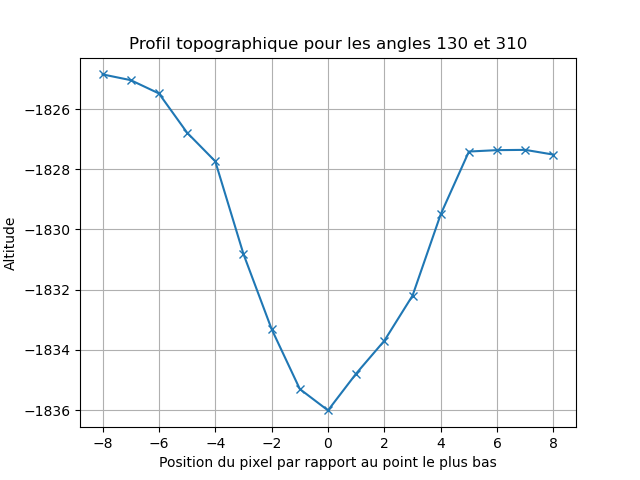 Profil topographique pour les angles 130 et 310
Altitude
−1826
−1828
−1830
−1832
−1834
−1836
−8 −6 −4 −2 0 2 4 6 8
Position du pixel par rapport au point le plus bas